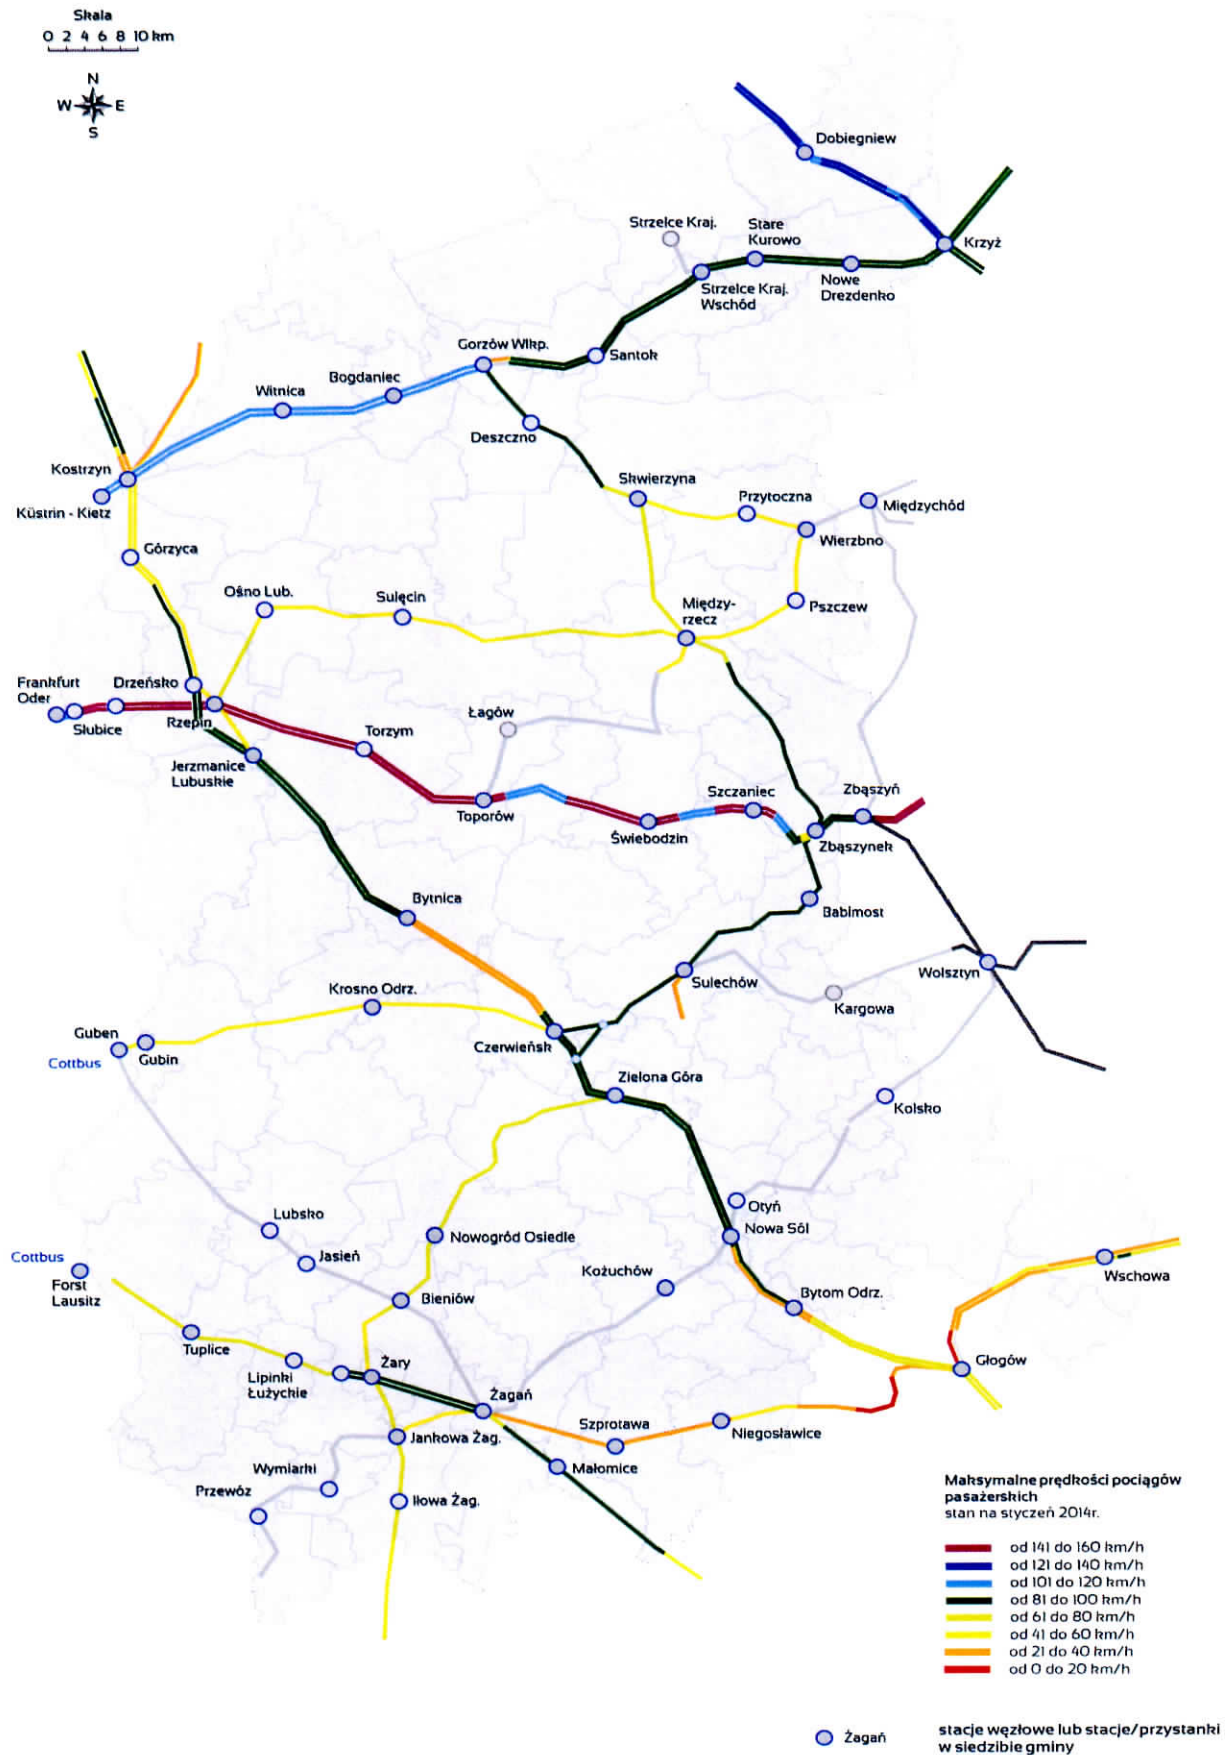 Skala
0 2 4 6 8 10 km
N
W E
S
Dobiegniew
Strzelce Kraj.
Stare
Kurowo
Krzyż
Strzelce Kraj.
Wschód
Nowe
Drezdenko
Gorzów Wlkp.
Santok
Bogdaniec
Witnica
Deszczno
Kostrzyn
Küstrin - Kietz
Skwierzyna
Przytoczna
Międzychód
Wierzbno
Górzyca
Ośno Lub.
Sulęcin
Między-
rzecz
Pszczew
Frankfurt
Oder
Drzeńsko
Słubice
Rzepin
Łagów
Torzym
Jerzmanice
Lubuskie
Toporów
Szczaniec
Zbąszyń
Świebodzin
Zbąszynek
Bytnica
Babimost
Sulechów
Wolsztyn
Krosno Odrz.
Kargowa
Guben
Cottbus
Gubin
Czerwieńsk
Zielona Góra
Kolsko
Otyń
Lubsko
Nowogród Osiedle
Nowa Sól
Cottbus
Jasień
Forst
Lausitz
Kożuchów
Wschowa
Bieniów
Bytom Odrz.
Tuplice
Lipinki
Łużyckie
Żary
Głogów
Żagań
Szprotawa
Niegosławice
Jankowa Żag.
Małomice
Wymiarki
Przewóz
Iłowa Żag.
Maksymalne prędkości pociągów
pasażerskich
stan na styczeń 2014r.
od 141 do 160 km/h
od 121 do 140 km/h
od 101 do 120 km/h
od 81 do 100 km/h
od 61 do 80 km/h
od 41 do 60 km/h
od 21 do 40 km/h
od 0 do 20 km/h
Żagań
stacje węzłowe lub stacje/przystanki
w siedzibie gminy